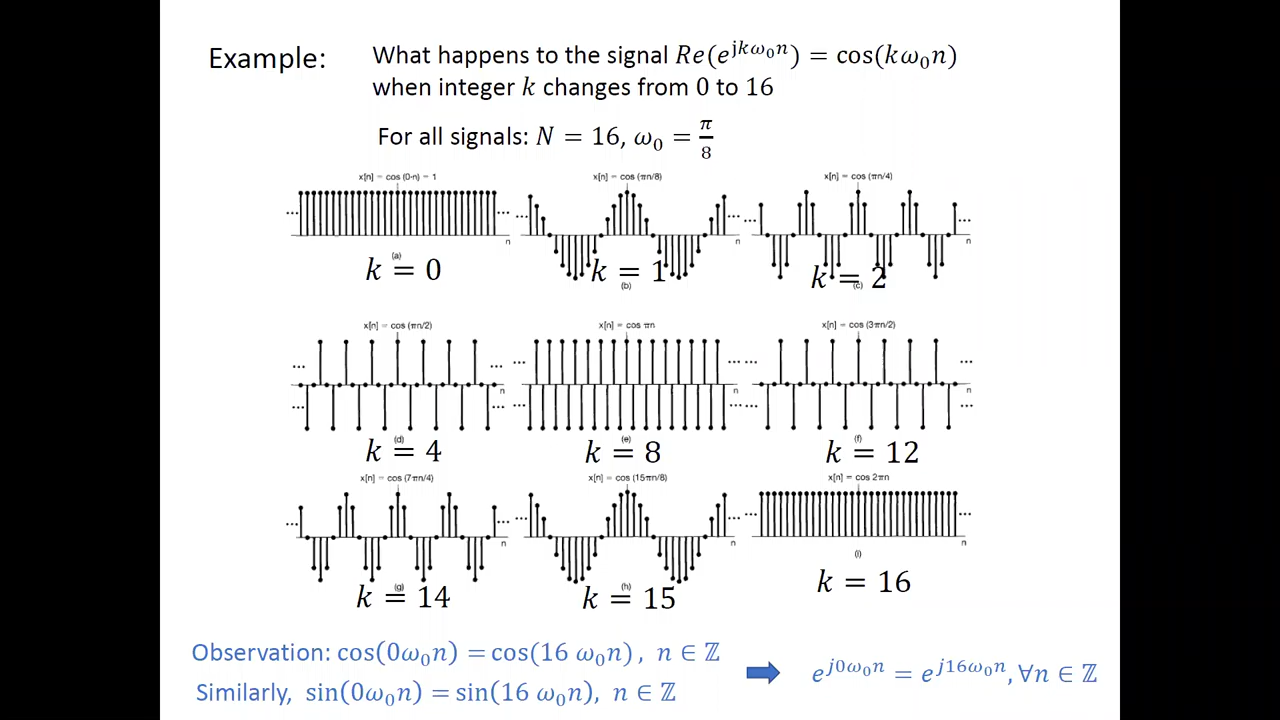 Example:
What happens to the signal Re(e^{jkω₀n}) = cos(kω₀n)
when integer k changes from 0 to 16
For all signals: N = 16, ω₀ = π/8
x[n] = cos (0·n) = 1
x[n] = cos (πn/8)
x[n] = cos (πn/4)
... n
... ... n
... ... n
(a)
k = 0
(b)
k = 1
(c)
k = 2
x[n] = cos (πn/2)
x[n] = cos πn
x[n] = cos (3πn/2)
... ... n
... ... n
... ... n
... ...
... ...
... ...
(d)
k = 4
(e)
k = 8
(f)
k = 12
x[n] = cos (7πn/4)
x[n] = cos (15πn/8)
x[n] = cos 2πn
... ... n
... ... n
... ... n
(g)
k = 14
(h)
k = 15
(i)
k = 16
Observation: cos(0ω₀n) = cos(16 ω₀n), n ∈ ℤ
Similarly, sin(0ω₀n) = sin(16 ω₀n), n ∈ ℤ
e^{j0ω₀n} = e^{j16ω₀n}, ∀n ∈ ℤ